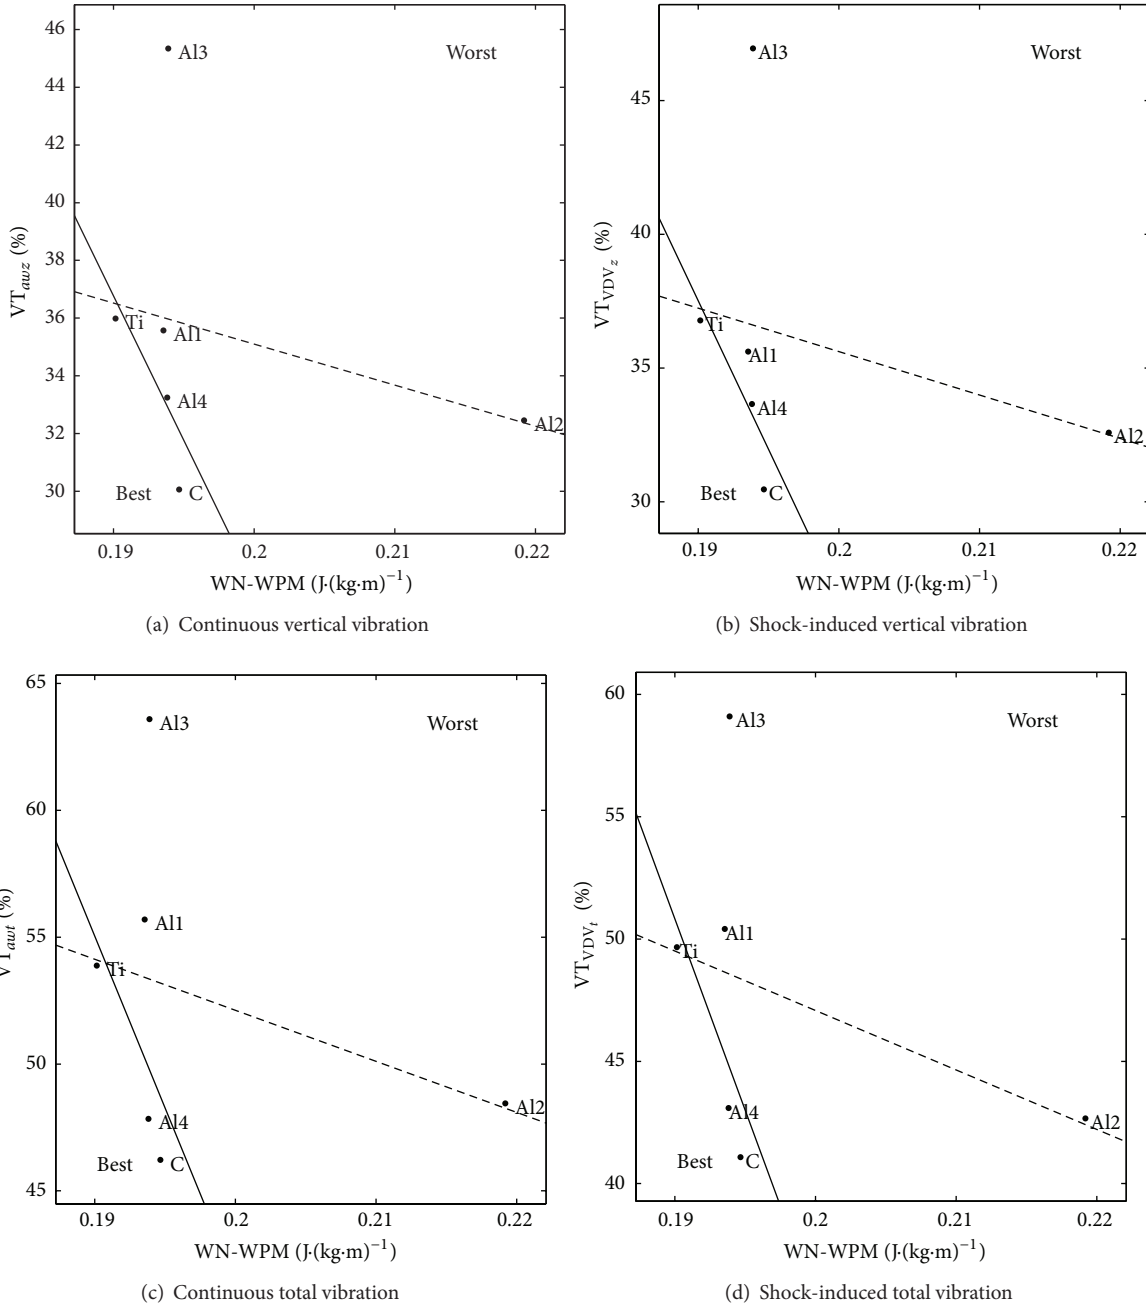 46
44
42
40
38
36
34
32
30
VT_awz (%)
Al3
Worst
Ti
Al1
Al4
Al2
Best
C
0.19
0.2
0.21
0.22
WN-WPM (J·(kg·m)⁻¹)
(a) Continuous vertical vibration
45
40
35
30
VT_VDV_z (%)
Al3
Worst
Ti
Al1
Al4
Al2
Best
C
0.19
0.2
0.21
0.22
WN-WPM (J·(kg·m)⁻¹)
(b) Shock-induced vertical vibration
65
60
55
50
45
VT_awt (%)
Al3
Worst
Al1
Ti
Al2
Al4
Best
C
0.19
0.2
0.21
0.22
WN-WPM (J·(kg·m)⁻¹)
(c) Continuous total vibration
60
55
50
45
40
VT_VDV_t (%)
Al3
Worst
Al1
Ti
Al4
Al2
Best
C
0.19
0.2
0.21
0.22
WN-WPM (J·(kg·m)⁻¹)
(d) Shock-induced total vibration